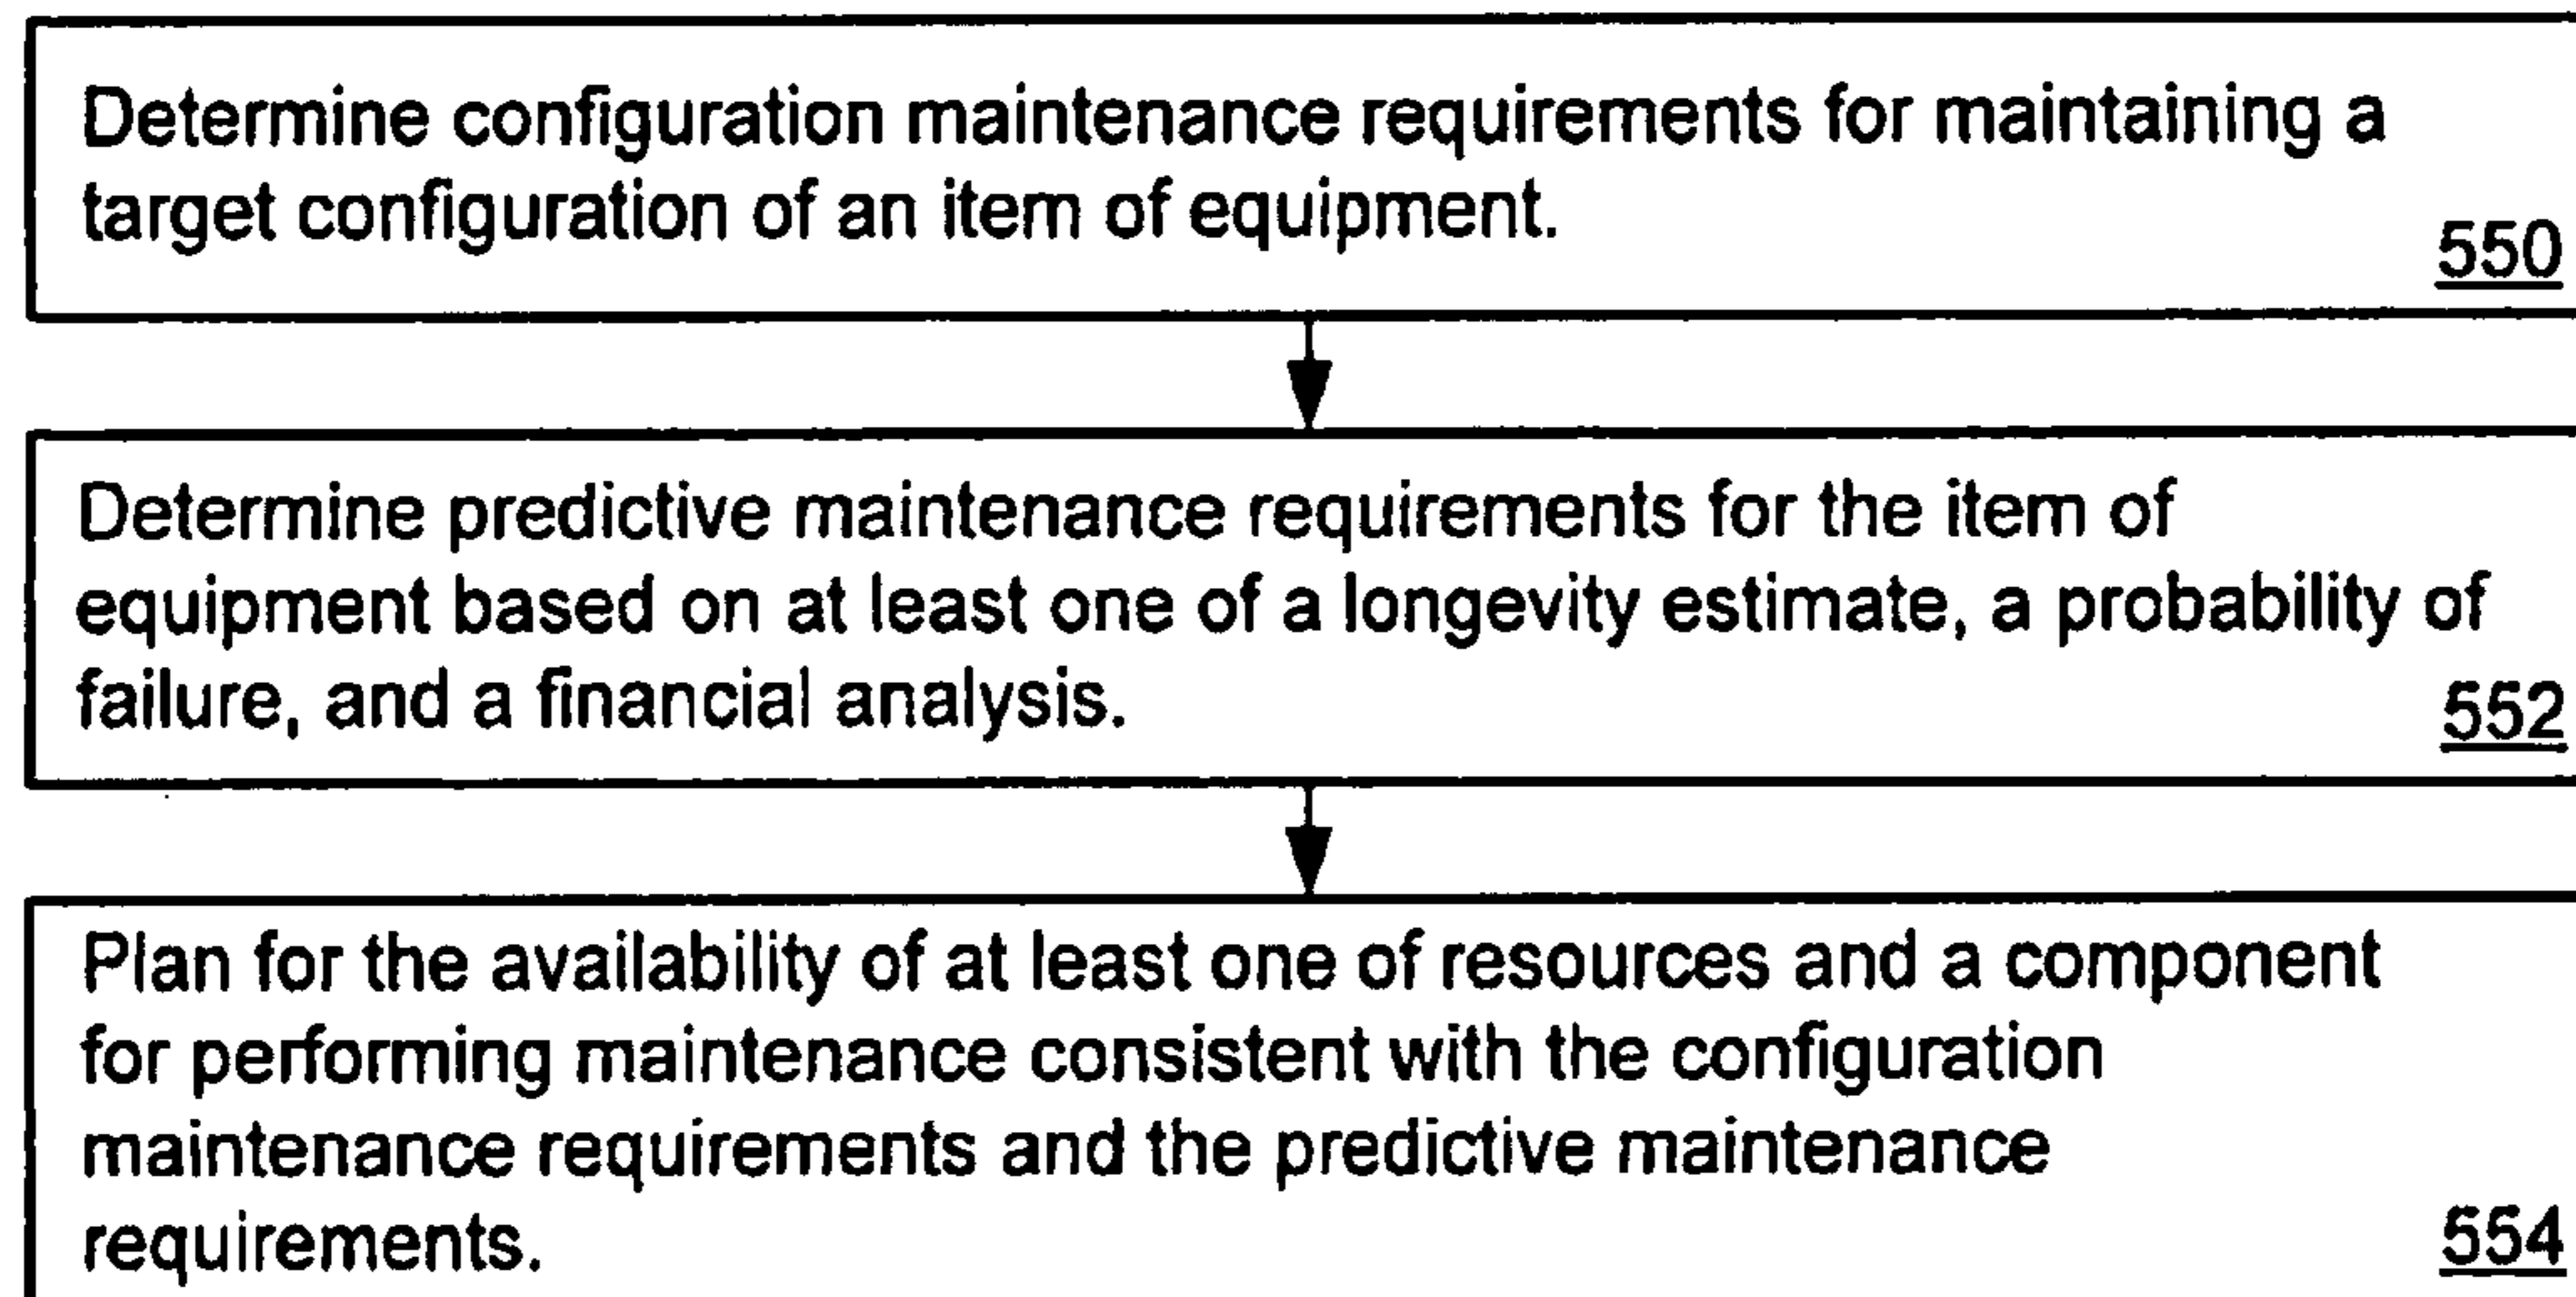 Determine configuration maintenance requirements for maintaining a
target configuration of an item of equipment.
550
Determine predictive maintenance requirements for the item of
equipment based on at least one of a longevity estimate, a probability of
failure, and a financial analysis.
552
Plan for the availability of at least one of resources and a component
for performing maintenance consistent with the configuration
maintenance requirements and the predictive maintenance
requirements.
554